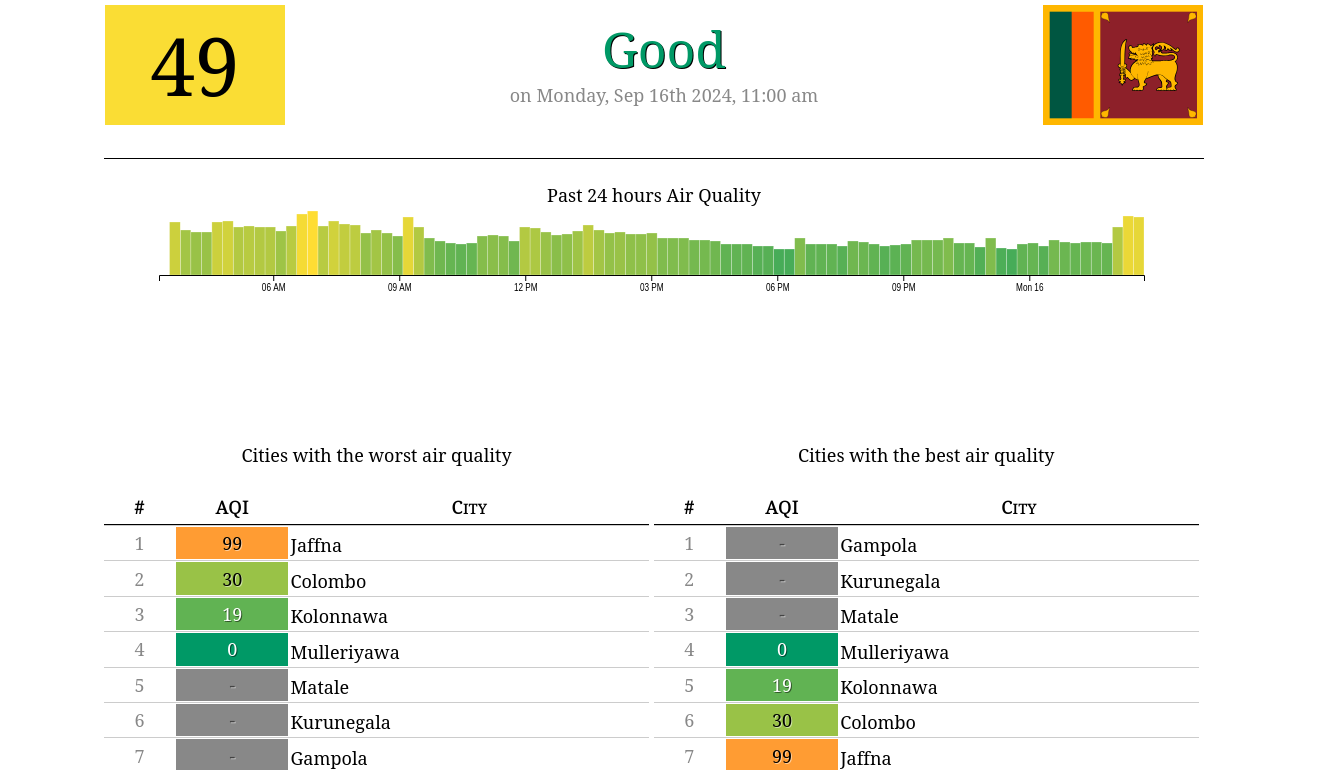 49
Good
on Monday, Sep 16th 2024, 11:00 am
Past 24 hours Air Quality
06 AM 09 AM 12 PM 03 PM 06 PM 09 PM Mon 16
Cities with the worst air quality
# AQI City
1 99 Jaffna
2 30 Colombo
3 19 Kolonnawa
4 0 Mulleriyawa
5 - Matale
6 - Kurunegala
7 - Gampola
Cities with the best air quality
# AQI City
1 - Gampola
2 - Kurunegala
3 - Matale
4 0 Mulleriyawa
5 19 Kolonnawa
6 30 Colombo
7 99 Jaffna